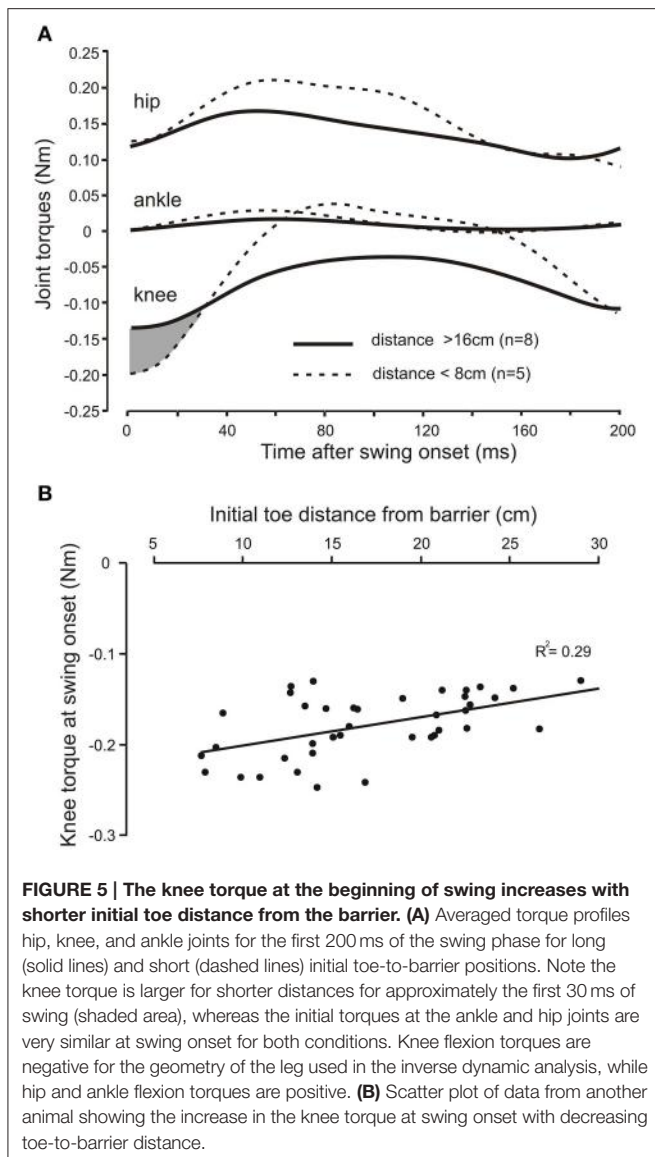 A
0.25
0.20
0.15
0.10
0.05
0
-0.05
-0.10
-0.15
-0.20
-0.25
Joint torques (Nm)
hip
ankle
knee
distance >16cm (n=8)
distance < 8cm (n=5)
0 40 80 120 160 200
Time after swing onset (ms)
B
Initial toe distance from barrier (cm)
5 10 15 20 25 30
0
-0.1
-0.2
-0.3
Knee torque at swing onset (Nm)
R²= 0.29
FIGURE 5 | The knee torque at the beginning of swing increases with
shorter initial toe distance from the barrier. (A) Averaged torque profiles
hip, knee, and ankle joints for the first 200 ms of the swing phase for long
(solid lines) and short (dashed lines) initial toe-to-barrier positions. Note the
knee torque is larger for shorter distances for approximately the first 30 ms of
swing (shaded area), whereas the initial torques at the ankle and hip joints are
very similar at swing onset for both conditions. Knee flexion torques are
negative for the geometry of the leg used in the inverse dynamic analysis, while
hip and ankle flexion torques are positive. (B) Scatter plot of data from another
animal showing the increase in the knee torque at swing onset with decreasing
toe-to-barrier distance.